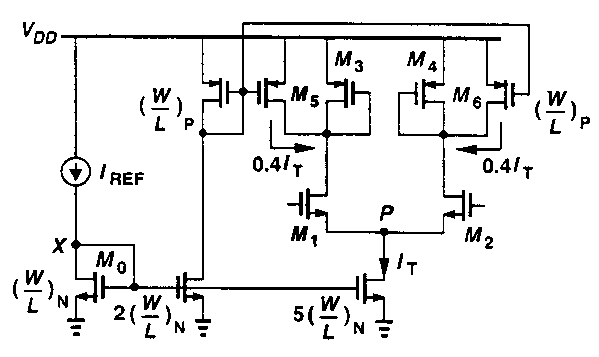 V_DD
M_3
M_4
(W/L)_P
M_5
M_6
(W/L)_P
I_REF
0.4I_T
0.4I_T
M_1
P
M_2
X
M_0
I_T
(W/L)_N
2(W/L)_N
5(W/L)_N